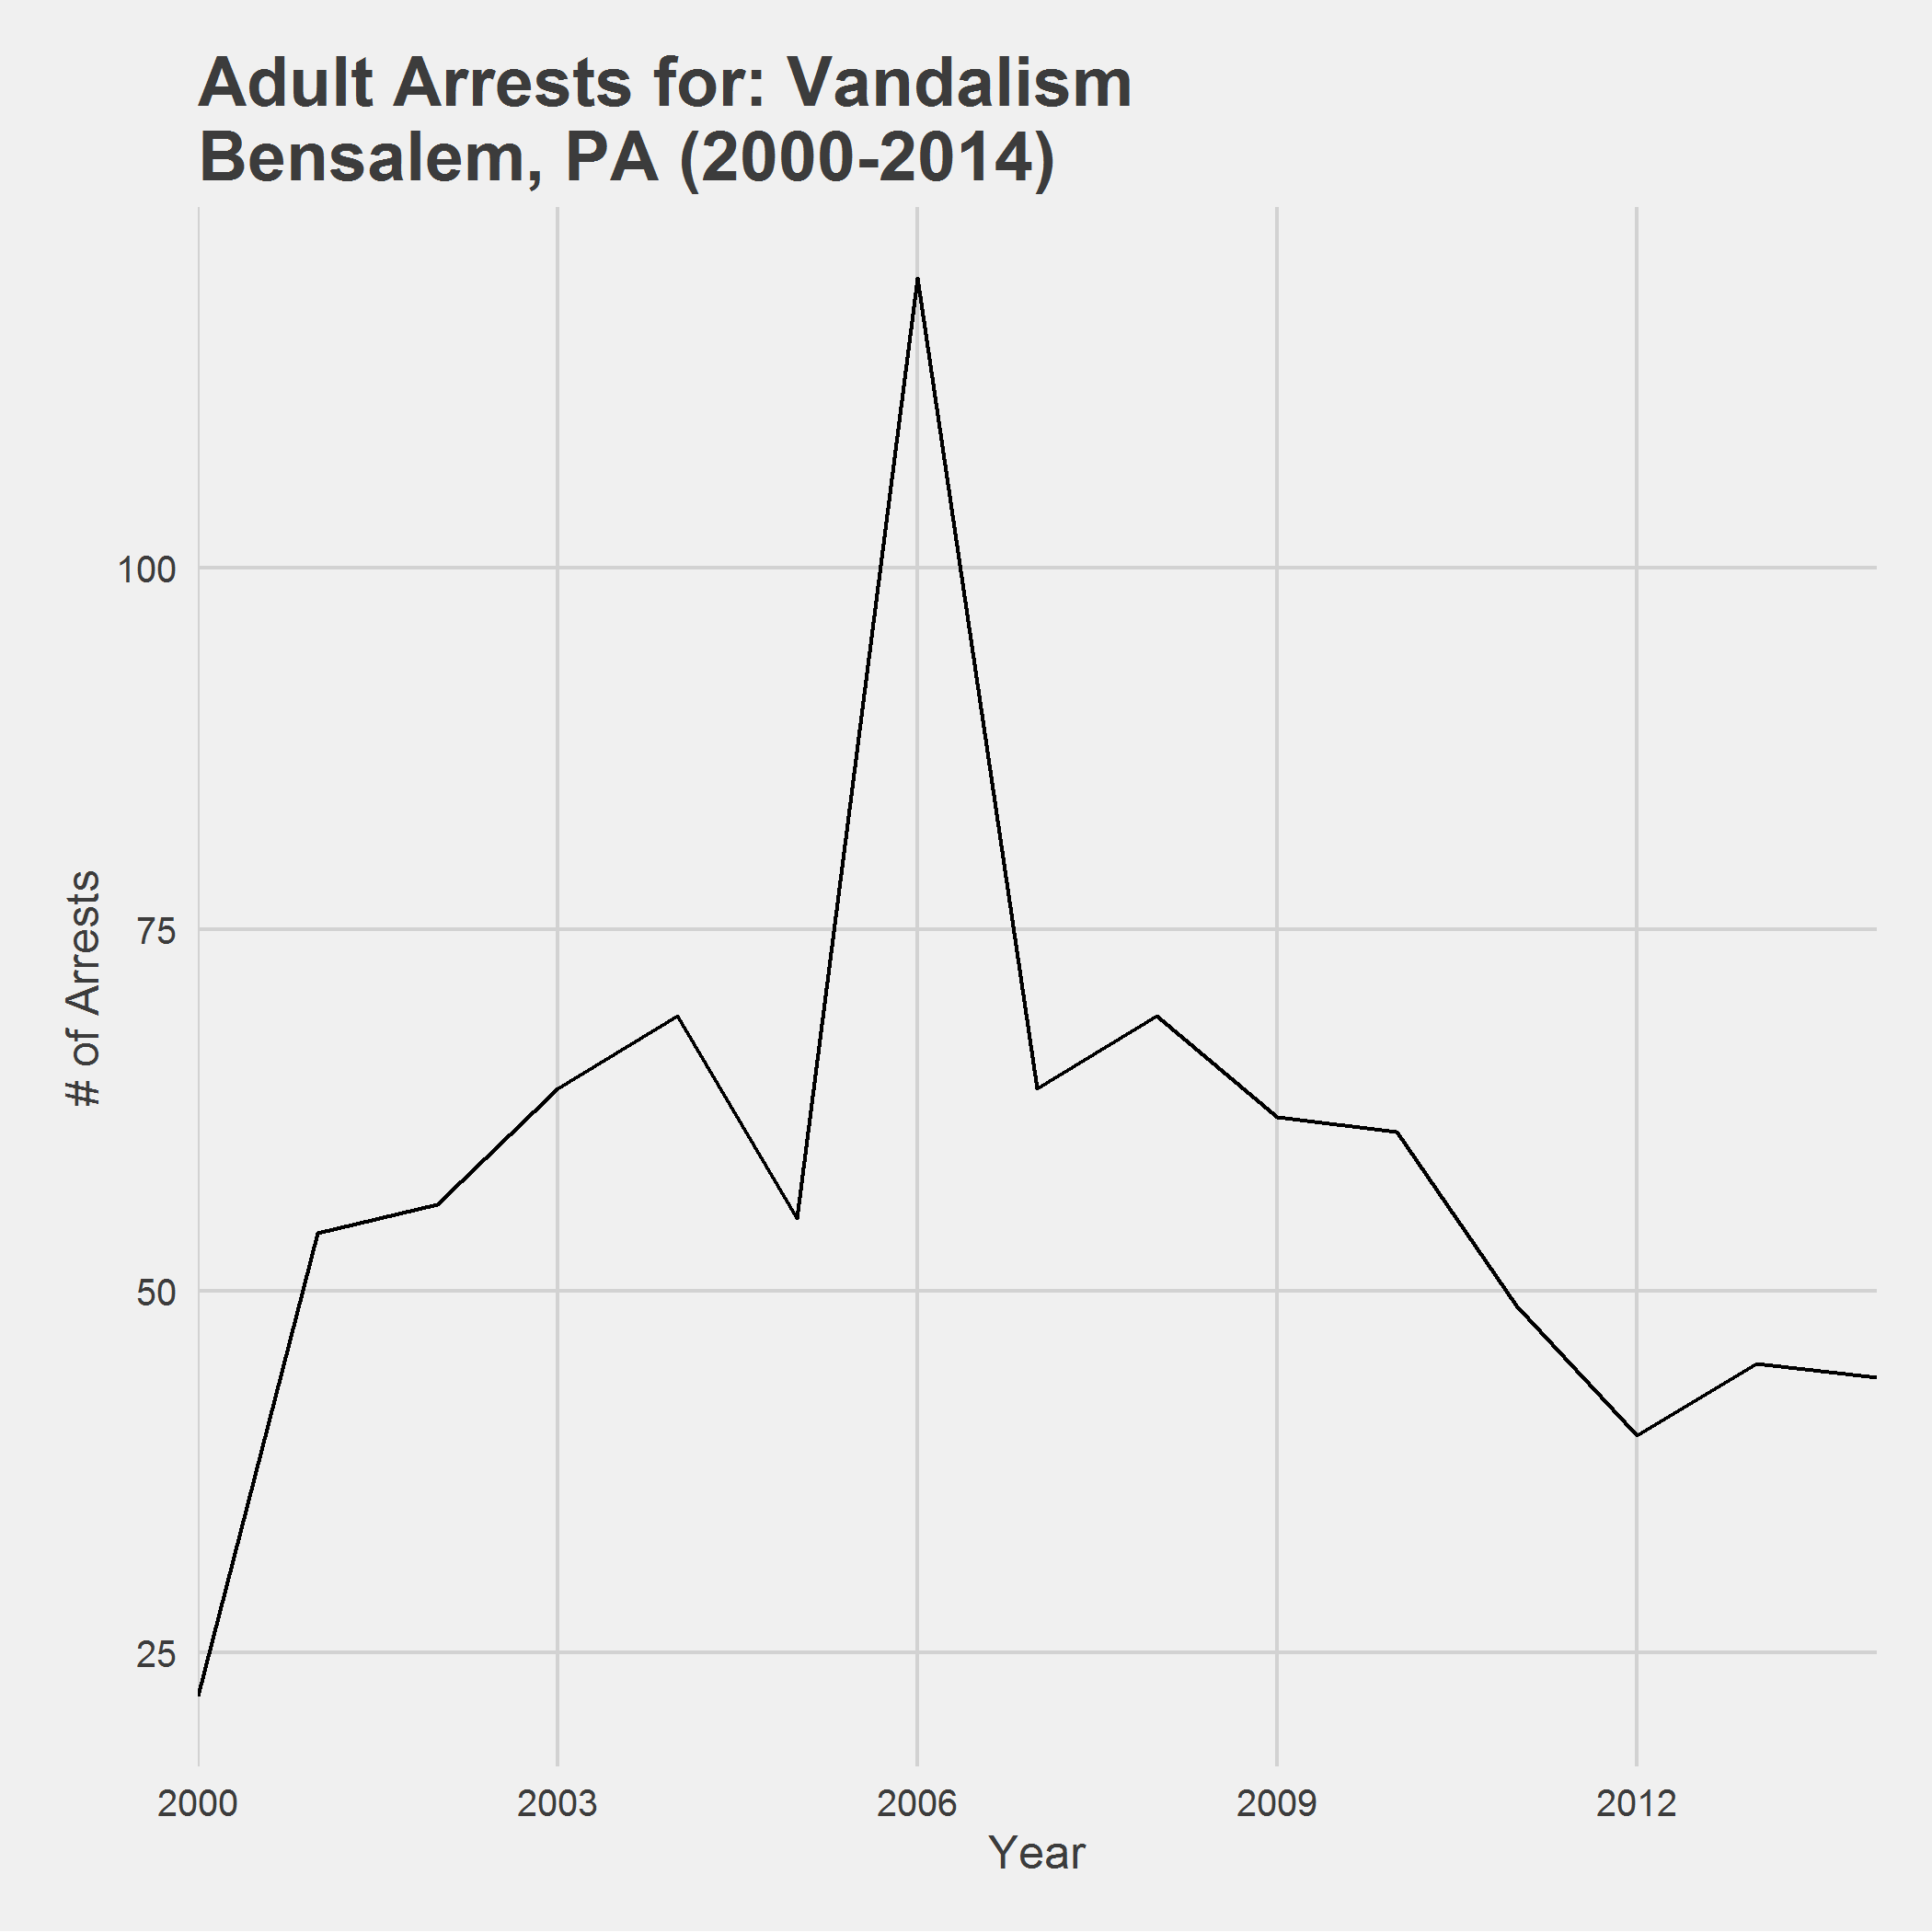 Adult Arrests for: Vandalism
Bensalem, PA (2000-2014)
# of Arrests
100
75
50
25
2000 2003 2006 2009 2012
Year